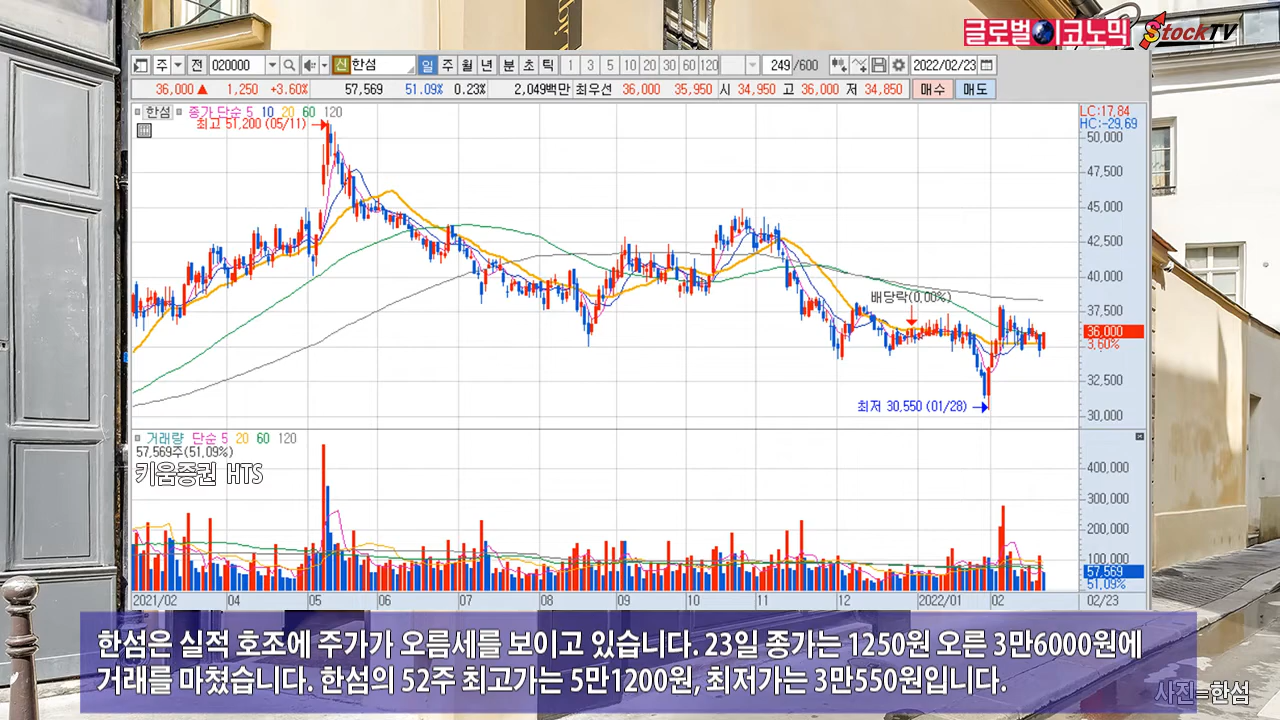 글로벌이코노믹 StockTV
주 전 020000 신 한섬 일 주 월 년 분 초 틱 1 3 5 10 20 30 60 120 249 /600 2022/02/23
36,000 ▲ 1,250 +3.60% 57,569 51.09% 0.23% 2,049백만 최우선 36,000 35,950 시 34,950 고 36,000 저 34,850 매수 매도
한섬 종가 단순 5 10 20 60 120
LC:17.84
최고 51,200 (05/11)
HC:-29.69
50,000
47,500
45,000
42,500
40,000
배당락(0.00%)
37,500
36,000
3.60%
32,500
최저 30,550 (01/28)
30,000
거래량 단순 5 20 60 120
57,569주(51.09%)
키움증권 HTS
400,000
300,000
200,000
100,000
57,569
51.09%
2021/02 04 05 06 07 08 09 10 11 12 2022/01 02 02/23
한섬은 실적 호조에 주가가 오름세를 보이고 있습니다. 23일 종가는 1250원 오른 3만6000원에
거래를 마쳤습니다. 한섬의 52주 최고가는 5만1200원, 최저가는 3만550원입니다.
사진=한섬